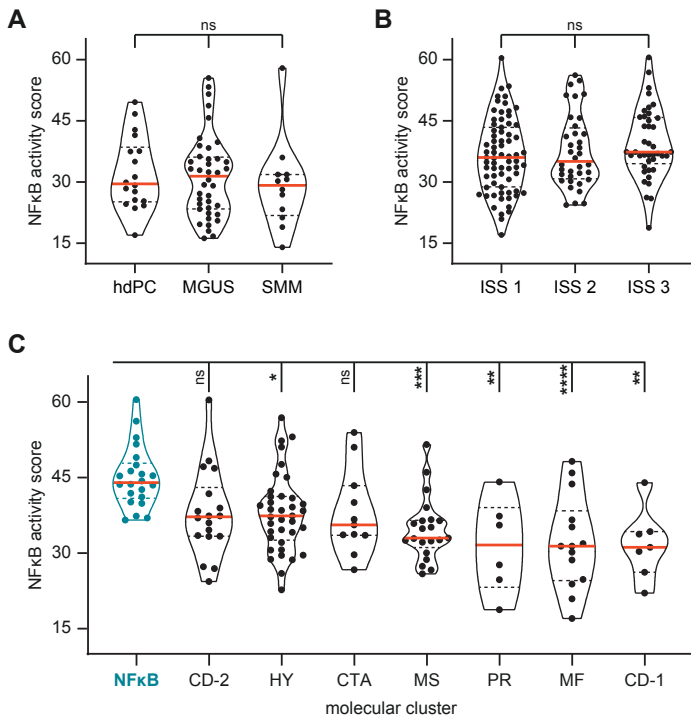 A
ns
NFκB activity score
60
45
30
15
hdPC MGUS SMM
B
ns
NFκB activity score
60
45
30
15
ISS 1 ISS 2 ISS 3
C
ns * ns *** ** **** **
NFκB activity score
60
45
30
15
NFκB CD-2 HY CTA MS PR MF CD-1
molecular cluster